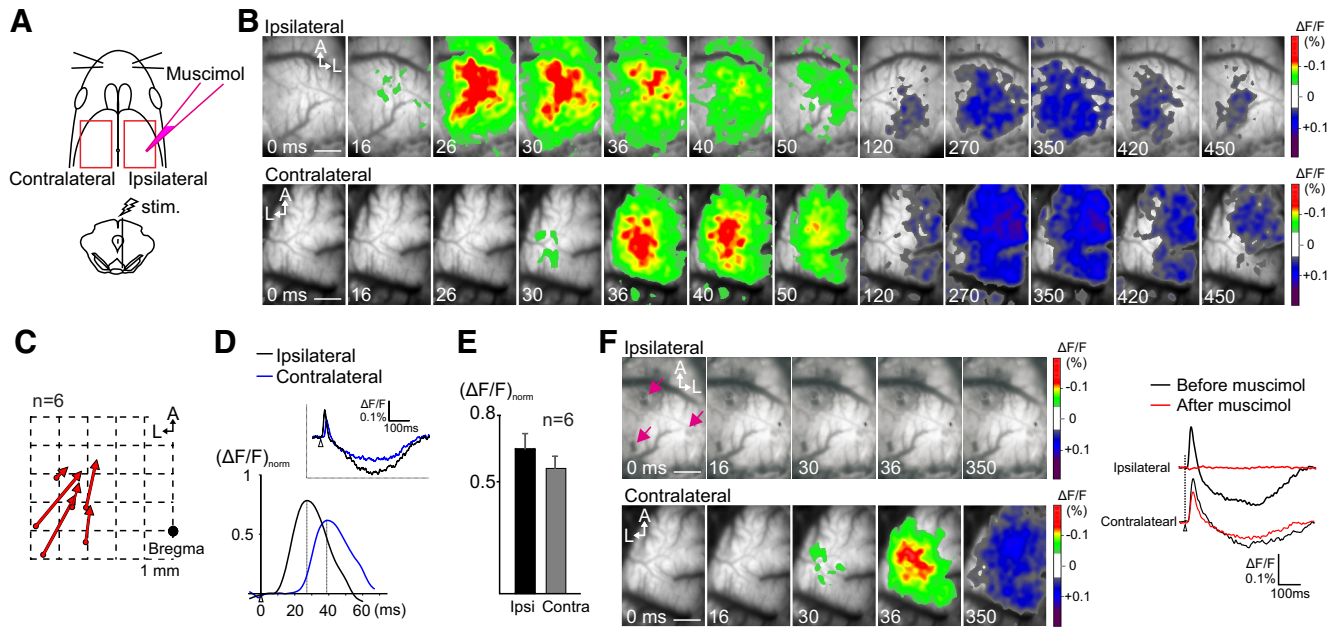 A
Muscimol
Contralateral Ipsilateral
stim.
B
Ipsilateral
A
L
0 ms 16 26 30 36 40 50 120 270 350 420 450
ΔF/F
(%)
-0.1
0
+0.1
Contralateral
A
L
0 ms 16 26 30 36 40 50 120 270 350 420 450
ΔF/F
(%)
-0.1
0
+0.1
C
n=6
A
L
Bregma
1 mm
D
Ipsilateral
Contralateral
ΔF/F
0.1%
100ms
(ΔF/F)norm
1
0.5
0 20 40 60 (ms)
E
(ΔF/F)norm
0.8
n=6
0.5
Ipsi Contra
F
Ipsilateral
A
L
0 ms 16 30 36 350
ΔF/F
(%)
-0.1
0
+0.1
Contralateral
A
L
0 ms 16 30 36 350
ΔF/F
(%)
-0.1
0
+0.1
Before muscimol
After muscimol
Ipsilateral
Contralatearl
ΔF/F
0.1%
100ms